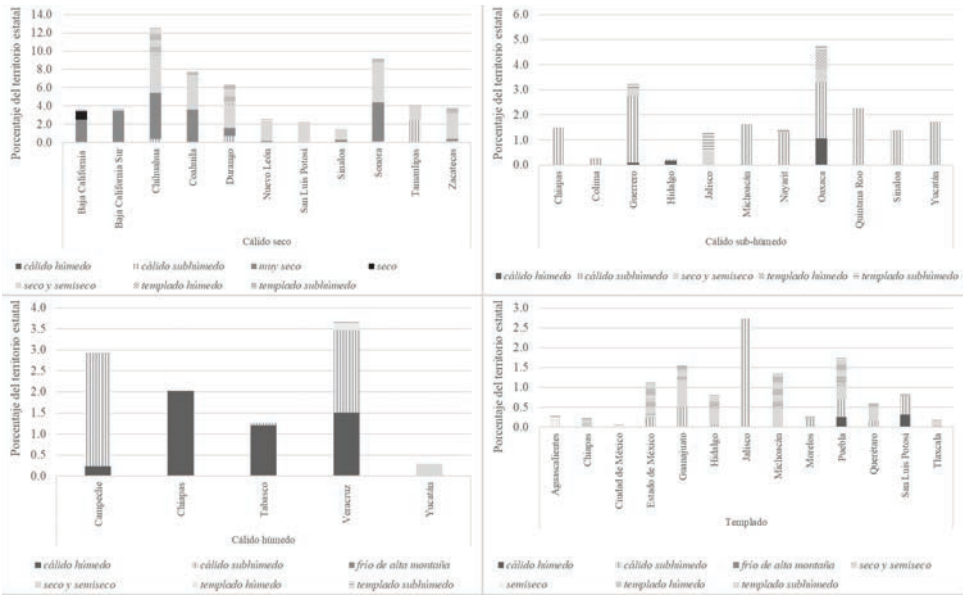 Porcentaje del territorio estatal
14.0
12.0
10.0
8.0
6.0
4.0
2.0
0.0
Baja California
Baja California Sur
Chihuahua
Coahuila
Durango
Nuevo León
San Luis Potosí
Sinaloa
Sonora
Tamaulipas
Zacatecas
Cálido seco
cálido húmedo
cálido subhúmedo
muy seco
seco
seco y semiseco
templado húmedo
templado subhúmedo
Porcentaje del territorio estatal
6.0
5.0
4.0
3.0
2.0
1.0
0.0
Chiapas
Colima
Guerrero
Hidalgo
Jalisco
Michoacán
Nayarit
Oaxaca
Quintana Roo
Sinaloa
Yucatán
Cálido sub-húmedo
cálido húmedo
cálido subhúmedo
seco y semiseco
templado húmedo
templado subhúmedo
Porcentaje del territorio estatal
4.0
3.5
3.0
2.5
2.0
1.5
1.0
0.5
0.0
Campeche
Chiapas
Tabasco
Veracruz
Yucatán
Cálido húmedo
cálido húmedo
cálido subhúmedo
frío de alta montaña
seco y semiseco
templado húmedo
templado subhúmedo
Porcentaje del territorio estatal
3.0
2.5
2.0
1.5
1.0
0.5
0.0
Aguascalientes
Chiapas
Ciudad de México
Estado de México
Guanajuato
Hidalgo
Jalisco
Michoacán
Morelos
Puebla
Querétaro
San Luis Potosí
Tlaxcala
Templado
cálido húmedo
cálido subhúmedo
frío de alta montaña
seco y semiseco
semiseco
templado húmedo
templado subhúmedo